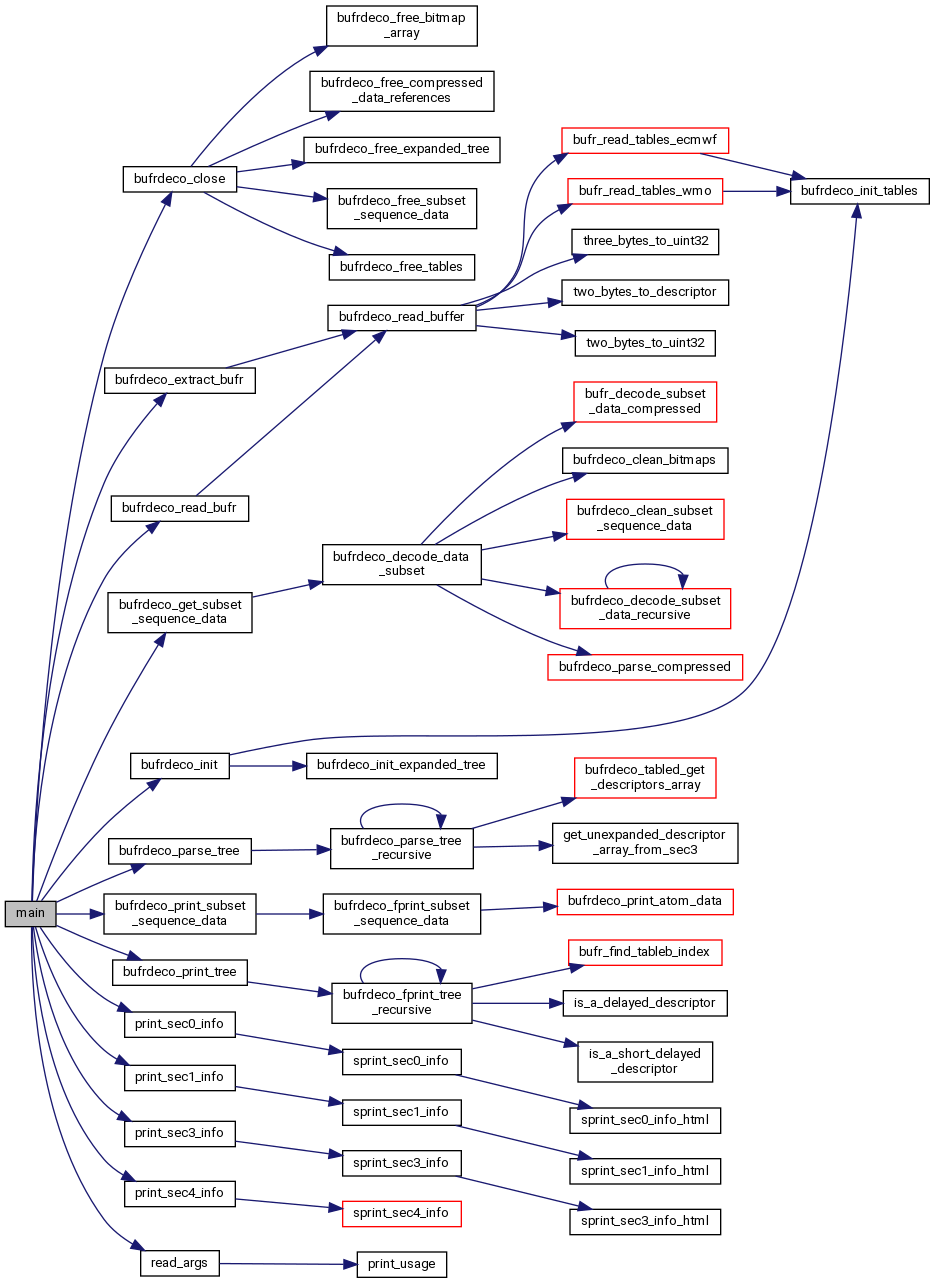 bufrdeco_free_bitmap
_array
bufrdeco_free_compressed
_data_references
bufr_read_tables_ecmwf
bufrdeco_free_expanded_tree
bufrdeco_close
bufr_read_tables_wmo
bufrdeco_init_tables
bufrdeco_free_subset
_sequence_data
three_bytes_to_uint32
bufrdeco_free_tables
two_bytes_to_descriptor
bufrdeco_read_buffer
two_bytes_to_uint32
bufrdeco_extract_bufr
bufr_decode_subset
_data_compressed
bufrdeco_clean_bitmaps
bufrdeco_read_bufr
bufrdeco_clean_subset
_sequence_data
bufrdeco_decode_data
_subset
bufrdeco_get_subset
_sequence_data
bufrdeco_decode_subset
_data_recursive
bufrdeco_parse_compressed
bufrdeco_init
bufrdeco_init_expanded_tree
bufrdeco_tabled_get
_descriptors_array
bufrdeco_parse_tree
bufrdeco_parse_tree
_recursive
get_unexpanded_descriptor
_array_from_sec3
main
bufrdeco_print_subset
_sequence_data
bufrdeco_fprint_subset
_sequence_data
bufrdeco_print_atom_data
bufr_find_tableb_index
bufrdeco_print_tree
bufrdeco_fprint_tree
_recursive
is_a_delayed_descriptor
print_sec0_info
is_a_short_delayed
_descriptor
sprint_sec0_info
print_sec1_info
sprint_sec1_info
sprint_sec0_info_html
print_sec3_info
sprint_sec3_info
sprint_sec1_info_html
print_sec4_info
sprint_sec4_info
sprint_sec3_info_html
read_args
print_usage